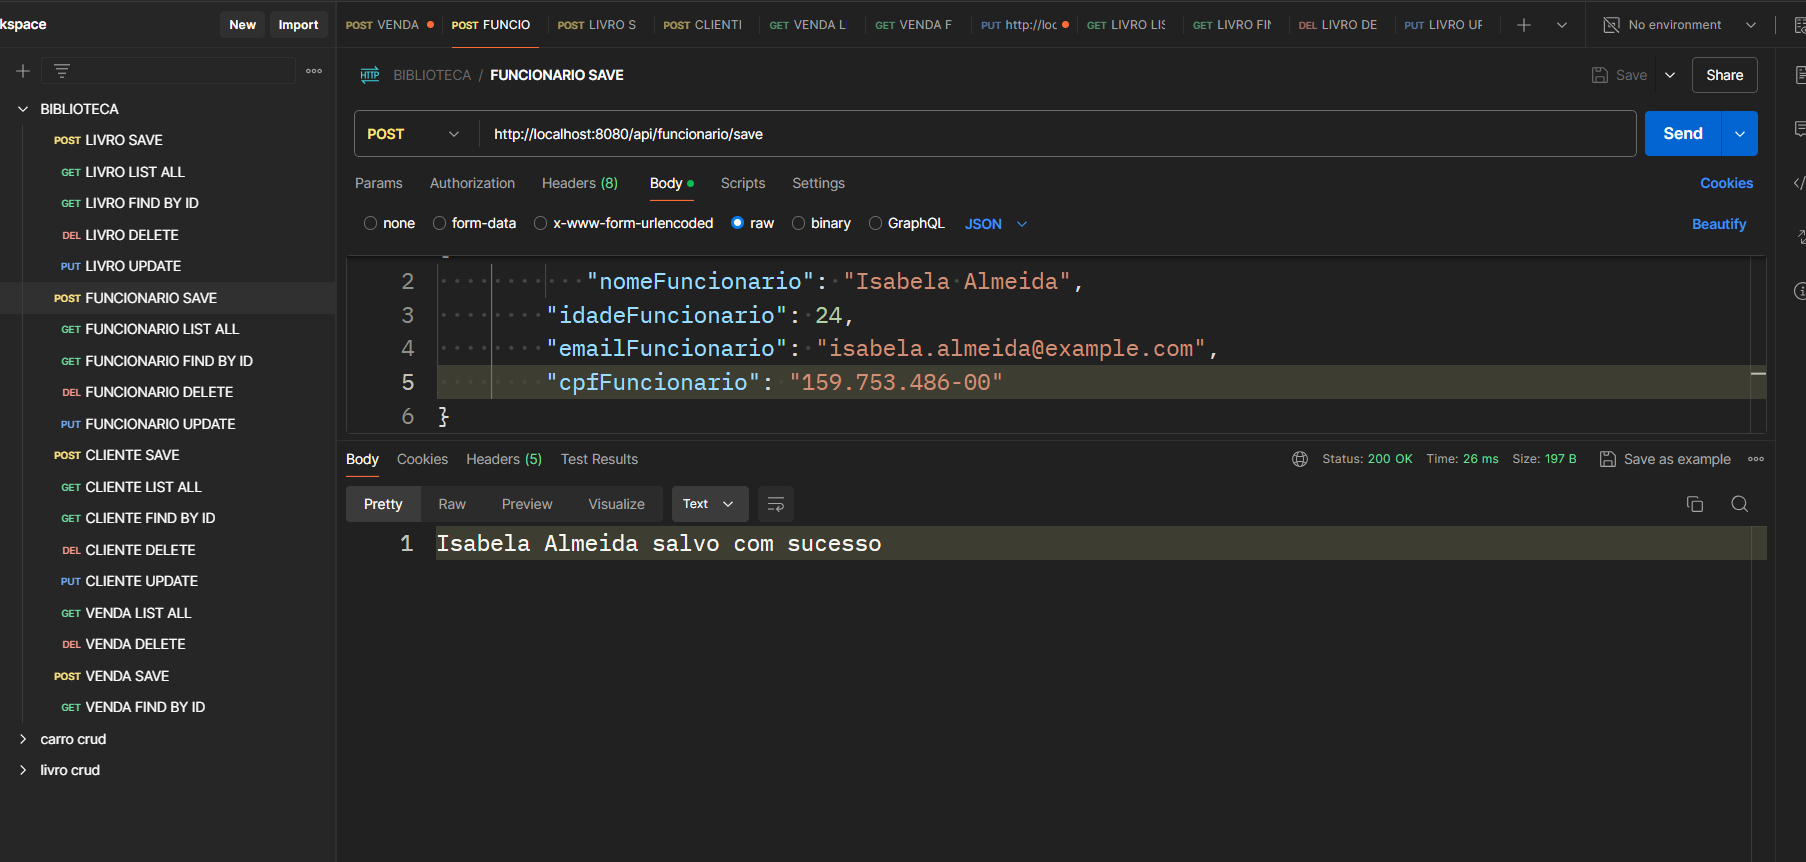 kspace
New
Import
BIBLIOTECA
POST LIVRO SAVE
GET LIVRO LIST ALL
GET LIVRO FIND BY ID
DEL LIVRO DELETE
PUT LIVRO UPDATE
POST FUNCIONARIO SAVE
GET FUNCIONARIO LIST ALL
GET FUNCIONARIO FIND BY ID
DEL FUNCIONARIO DELETE
PUT FUNCIONARIO UPDATE
POST CLIENTE SAVE
GET CLIENTE LIST ALL
GET CLIENTE FIND BY ID
DEL CLIENTE DELETE
PUT CLIENTE UPDATE
GET VENDA LIST ALL
DEL VENDA DELETE
POST VENDA SAVE
GET VENDA FIND BY ID
carro crud
livro crud
POST VENDA POST FUNCIO POST LIVRO S POST CLIENTI GET VENDA L GET VENDA F PUT http://loc GET LIVRO LIS GET LIVRO FIN DEL LIVRO DE PUT LIVRO UF No environment
HTTP BIBLIOTECA / FUNCIONARIO SAVE Save Share
POST http://localhost:8080/api/funcionario/save Send
Params Authorization Headers (8) Body Scripts Settings Cookies
none form-data x-www-form-urlencoded raw binary GraphQL JSON Beautify
2 "nomeFuncionario": "Isabela Almeida",
3 "idadeFuncionario": 24,
4 "emailFuncionario": "isabela.almeida@example.com",
5 "cpfFuncionario": "159.753.486-00"
6 }
Body Cookies Headers (5) Test Results Status: 200 OK Time: 26 ms Size: 197 B Save as example
Pretty Raw Preview Visualize Text
1 Isabela Almeida salvo com sucesso